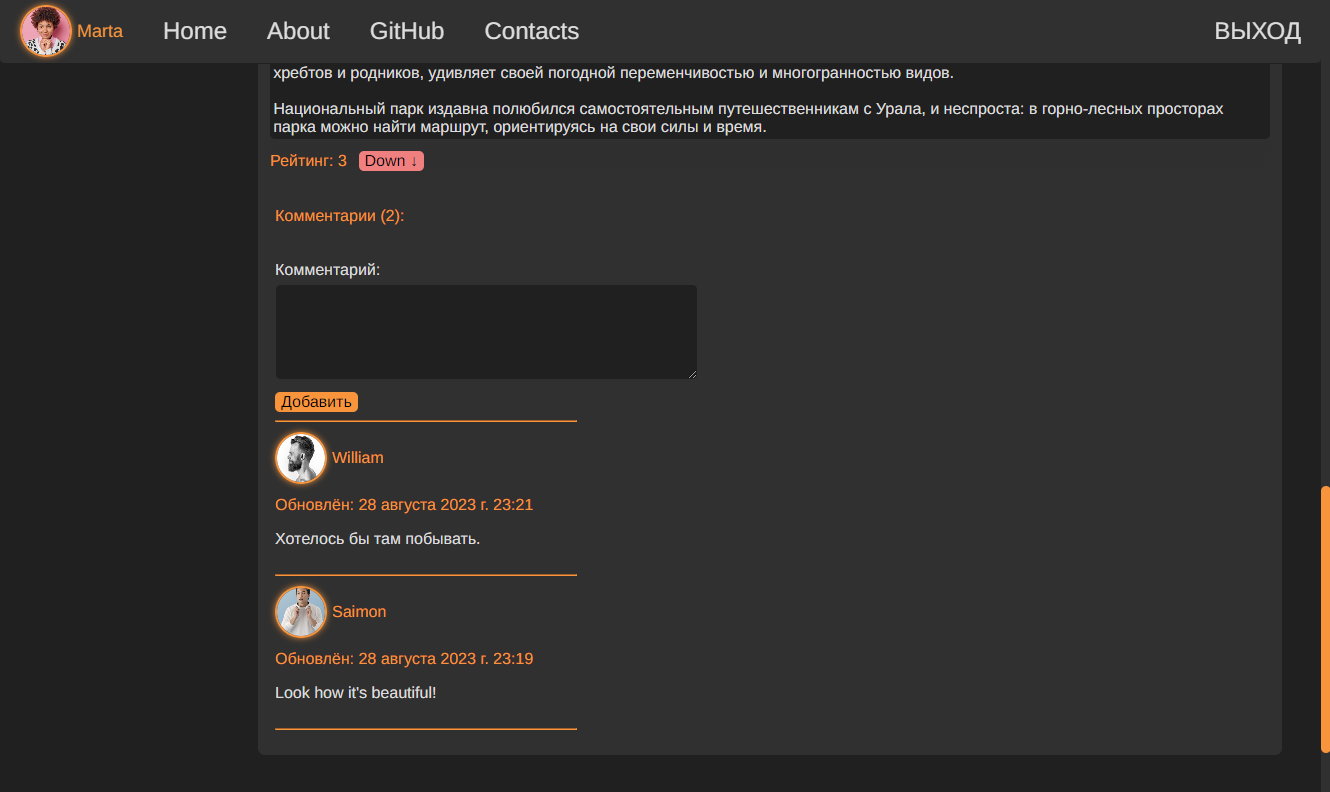 Marta Home About GitHub Contacts ВЫХОД
хребтов и родников, удивляет своей погодной переменчивостью и многогранностью видов.
Национальный парк издавна полюбился самостоятельным путешественникам с Урала, и неспроста: в горно-лесных просторах
парка можно найти маршрут, ориентируясь на свои силы и время.
Рейтинг: 3 Down ↓
Комментарии (2):
Комментарий:
Добавить
William
Обновлён: 28 августа 2023 г. 23:21
Хотелось бы там побывать.
Saimon
Обновлён: 28 августа 2023 г. 23:19
Look how it's beautiful!